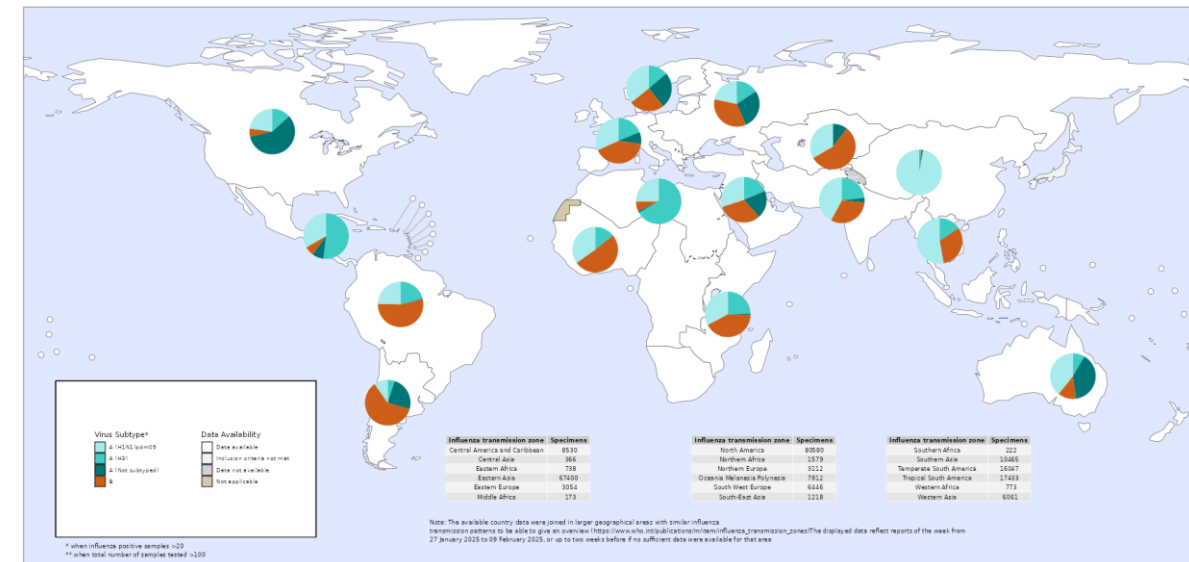 Virus Subtype*
Data Availability
A (H1N1)pdm09
Data available
A (H3)
Inclusion criteria not met
A (Not subtyped)
Data not available
B
Not applicable
* when influenza positive samples >20
** when total number of samples tested >100
Influenza transmission zone Specimens
Central America and Caribbean 8530
Central Asia 366
Eastern Africa 738
Eastern Asia 67400
Eastern Europe 3054
Middle Africa 173
Influenza transmission zone Specimens
North America 80580
Northern Africa 1579
Northern Europe 3112
Oceania Melanesia Polynesia 7812
South West Europe 6446
South-East Asia 1218
Influenza transmission zone Specimens
Southern Africa 222
Southern Asia 10465
Temperate South America 16047
Tropical South America 17433
Western Africa 773
Western Asia 6061
Note: The available country data were joined in larger geographical areas with similar influenza
transmission patterns to be able to give an overview (https://www.who.int/publications/m/item/influenza_transmission_zones)The displayed data reflect reports of the week from
27 January 2025 to 09 February 2025, or up to two weeks before if no sufficient data were available for that area